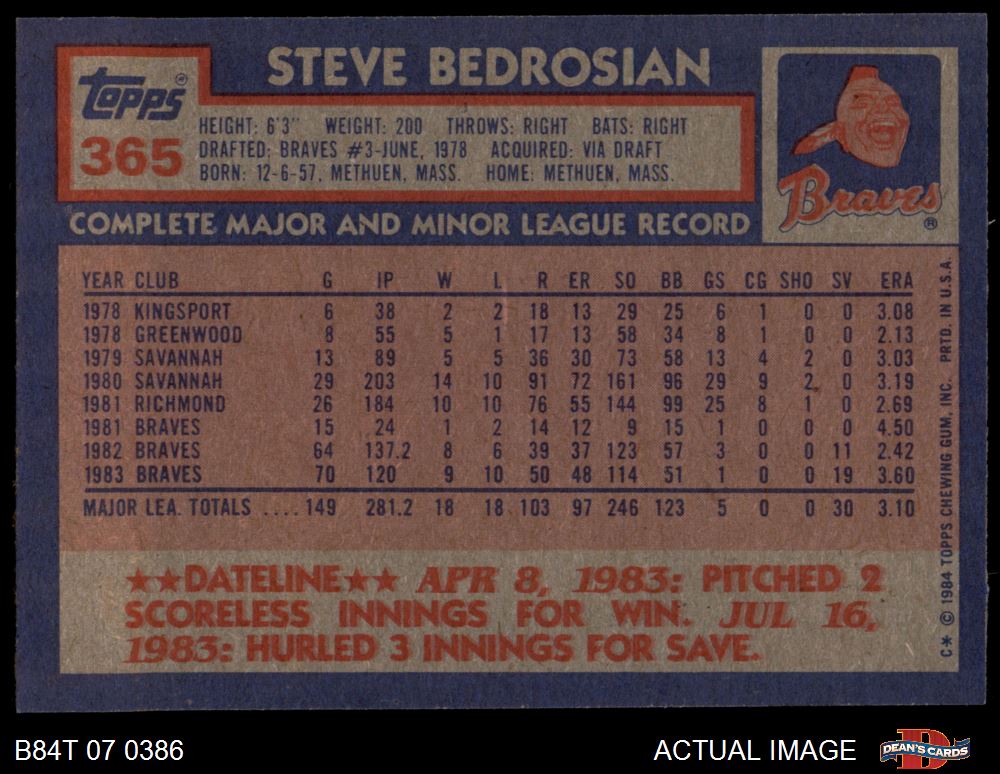 STEVE BEDROSIAN
Topps®
365
HEIGHT: 6'3" WEIGHT: 200 THROWS: RIGHT BATS: RIGHT
DRAFTED: BRAVES #3-JUNE, 1978 ACQUIRED: VIA DRAFT
BORN: 12-6-57, METHUEN, MASS. HOME: METHUEN, MASS.
Braves®
COMPLETE MAJOR AND MINOR LEAGUE RECORD
YEAR CLUB G IP W L R ER SO BB GS CG SHO SV ERA
1978 KINGSPORT 6 38 2 2 18 13 29 25 6 1 0 0 3.08
1978 GREENWOOD 8 55 5 1 17 13 58 34 8 1 0 0 2.13
1979 SAVANNAH 13 89 5 5 36 30 73 58 13 4 2 0 3.03
1980 SAVANNAH 29 203 14 10 91 72 161 96 29 9 2 0 3.19
1981 RICHMOND 26 184 10 10 76 55 144 99 25 8 1 0 2.69
1981 BRAVES 15 24 1 2 14 12 9 15 1 0 0 0 4.50
1982 BRAVES 64 137.2 8 6 39 37 123 57 3 0 0 11 2.42
1983 BRAVES 70 120 9 10 50 48 114 51 1 0 0 19 3.60
MAJOR LEA. TOTALS .... 149 281.2 18 18 103 97 246 123 5 0 0 30 3.10
★★DATELINE★★ APR 8, 1983: PITCHED 2
SCORELESS INNINGS FOR WIN. JUL 16,
1983: HURLED 3 INNINGS FOR SAVE.
C* © 1984 TOPPS CHEWING GUM, INC. PRTD. IN U.S.A.
B84T 07 0386
ACTUAL IMAGE
DEAN'S CARDS